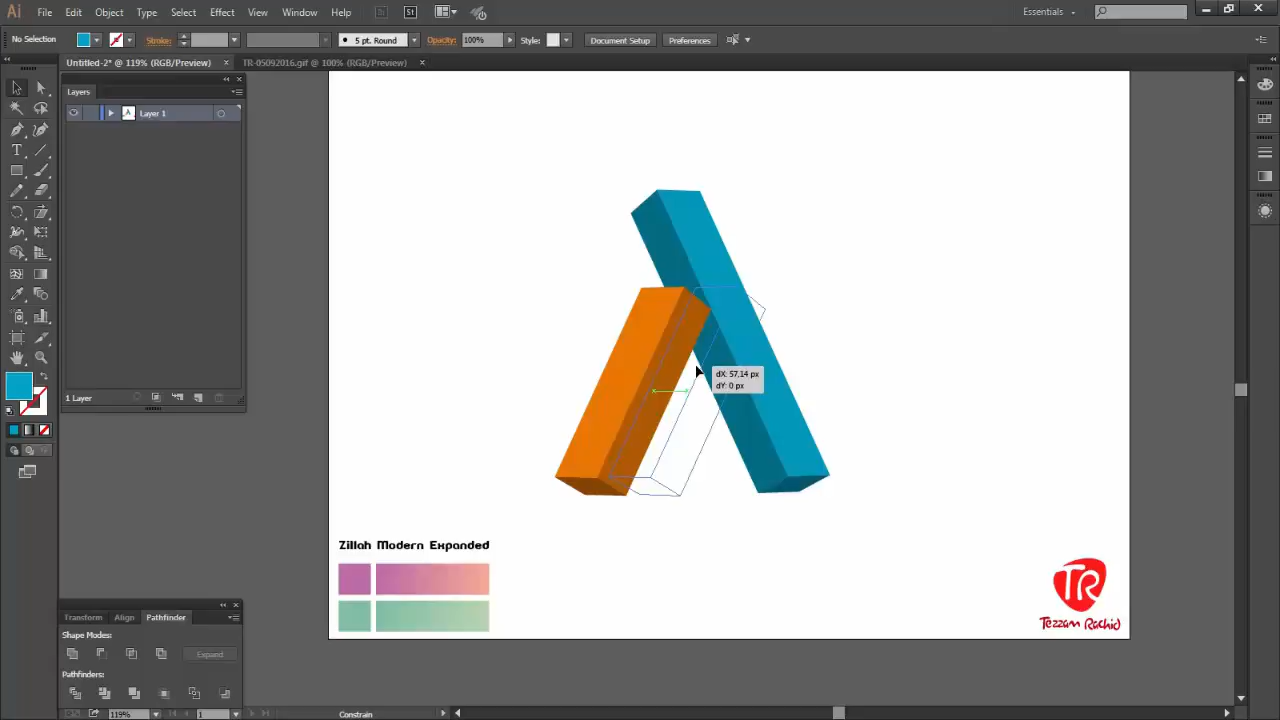 Ai File Edit Object Type Select Effect View Window Help Br St Essentials
No Selection Stroke: 5 pt. Round Opacity: 100% Style: Document Setup Preferences
Untitled-2* @ 119% (RGB/Preview) × TR-05092016.gif @ 100% (RGB/Preview) ×
Layers
Layer 1
1 Layer
dX: 57,14 px
dY: 0 px
Zillah Modern Expanded
TR
Tezzam Rachid
Transform Align Pathfinder
Shape Modes:
Expand
Pathfinders:
119% 1 Constrain